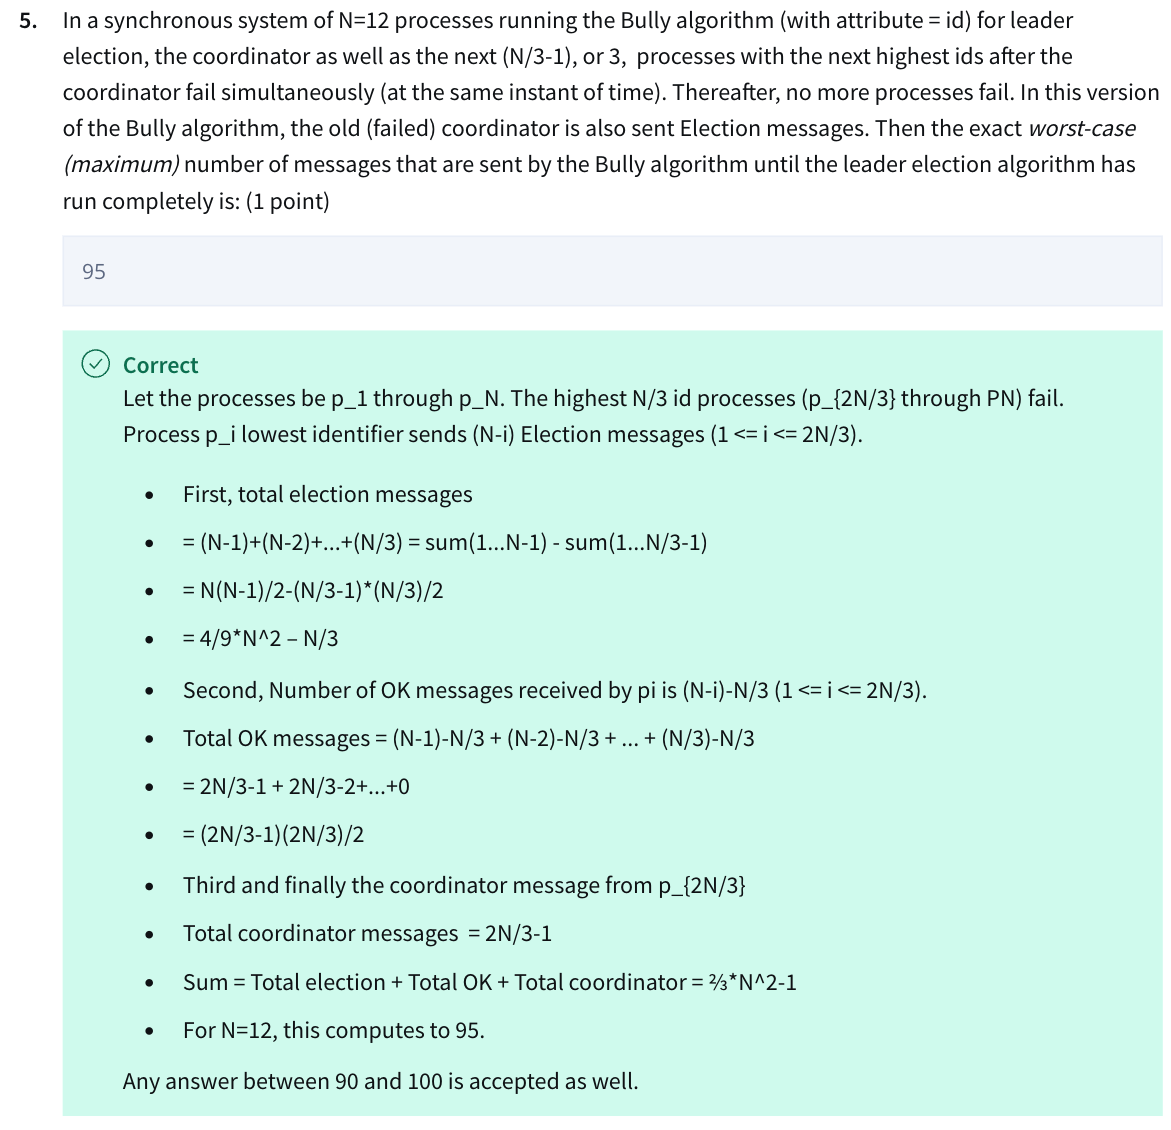 5. In a synchronous system of N=12 processes running the Bully algorithm (with attribute = id) for leader
election, the coordinator as well as the next (N/3-1), or 3,  processes with the next highest ids after the
coordinator fail simultaneously (at the same instant of time). Thereafter, no more processes fail. In this version
of the Bully algorithm, the old (failed) coordinator is also sent Election messages. Then the exact worst-case
(maximum) number of messages that are sent by the Bully algorithm until the leader election algorithm has
run completely is: (1 point)
95
Correct
Let the processes be p_1 through p_N. The highest N/3 id processes (p_{2N/3} through PN) fail.
Process p_i lowest identifier sends (N-i) Election messages (1 <= i <= 2N/3).
• First, total election messages
• = (N-1)+(N-2)+...+(N/3) = sum(1...N-1) - sum(1...N/3-1)
• = N(N-1)/2-(N/3-1)*(N/3)/2
• = 4/9*N^2 – N/3
• Second, Number of OK messages received by pi is (N-i)-N/3 (1 <= i <= 2N/3).
• Total OK messages = (N-1)-N/3 + (N-2)-N/3 + ... + (N/3)-N/3
• = 2N/3-1 + 2N/3-2+...+0
• = (2N/3-1)(2N/3)/2
• Third and finally the coordinator message from p_{2N/3}
• Total coordinator messages  = 2N/3-1
• Sum = Total election + Total OK + Total coordinator = ⅔*N^2-1
• For N=12, this computes to 95.
Any answer between 90 and 100 is accepted as well.